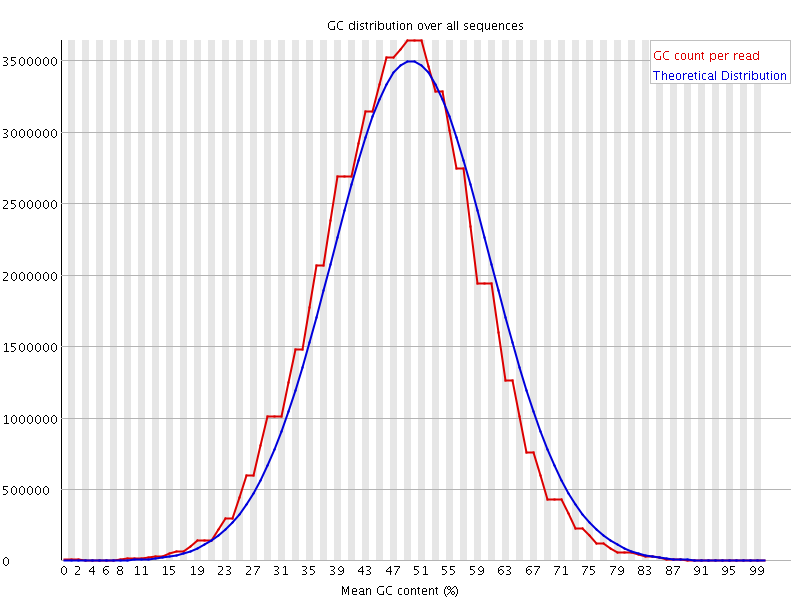 GC distribution over all sequences
GC count per read
Theoretical Distribution
3500000
3000000
2500000
2000000
1500000
1000000
500000
0
0 2 4 6 8 11 15 19 23 27 31 35 39 43 47 51 55 59 63 67 71 75 79 83 87 91 95 99
Mean GC content (%)